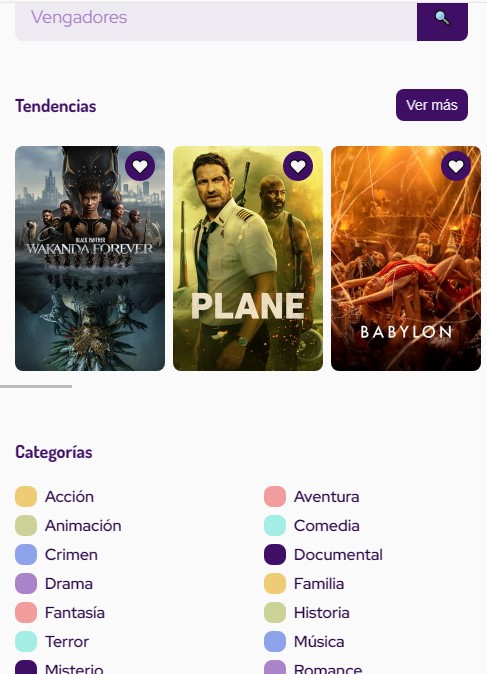 Vengadores
Tendencias
Ver más
BLACK PANTHER
WAKANDA FOREVER
PLANE
BABYLON
Categorías
Acción
Aventura
Animación
Comedia
Crimen
Documental
Drama
Familia
Fantasía
Historia
Terror
Música
Misterio
Romance